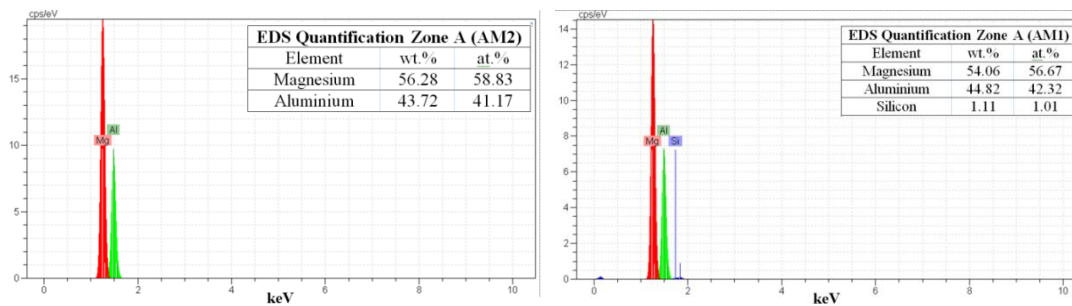 cps/eV
EDS Quantification Zone A (AM2)
Element wt.% at.%
Magnesium 56.28 58.83
Aluminium 43.72 41.17
15
10
5
0
Al
Mg
0 2 4 6 8 10
keV
cps/eV
EDS Quantification Zone A (AM1)
Element wt.% at.%
Magnesium 54.06 56.67
Aluminium 44.82 42.32
Silicon 1.11 1.01
14
12
10
8
6
4
2
0
Al
Mg Si
0 2 4 6 8 10
keV